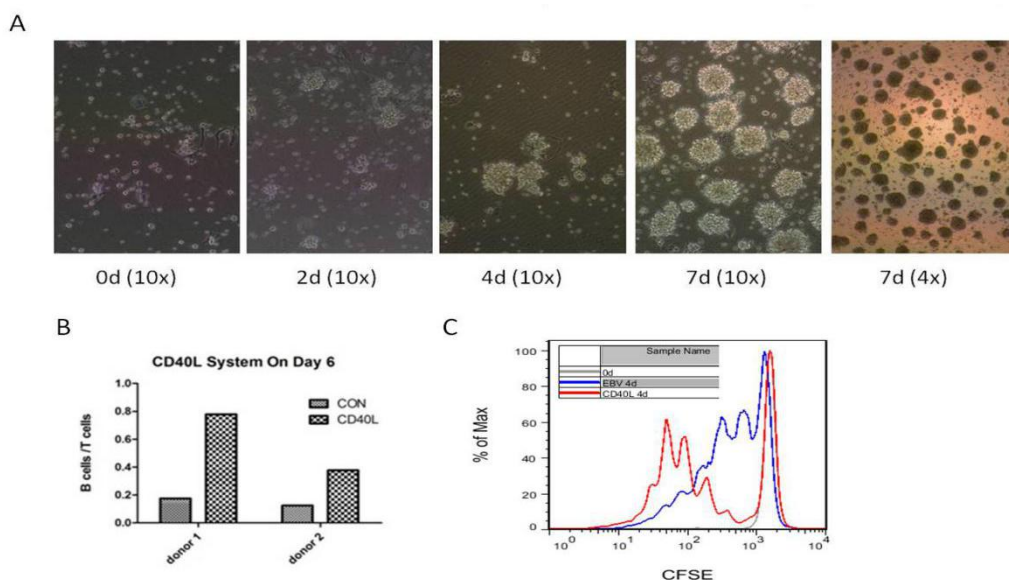 A
0d (10x) 2d (10x) 4d (10x) 7d (10x) 7d (4x)
B
CD40L System On Day 6
B cells /T cells
1.0
0.8
0.6
0.4
0.2
0.0
CON
CD40L
donor 1 donor 2
C
% of Max
100
80
60
40
20
0
Sample Name
0d
EBV 4d
CD40L 4d
10^0 10^1 10^2 10^3 10^4
CFSE